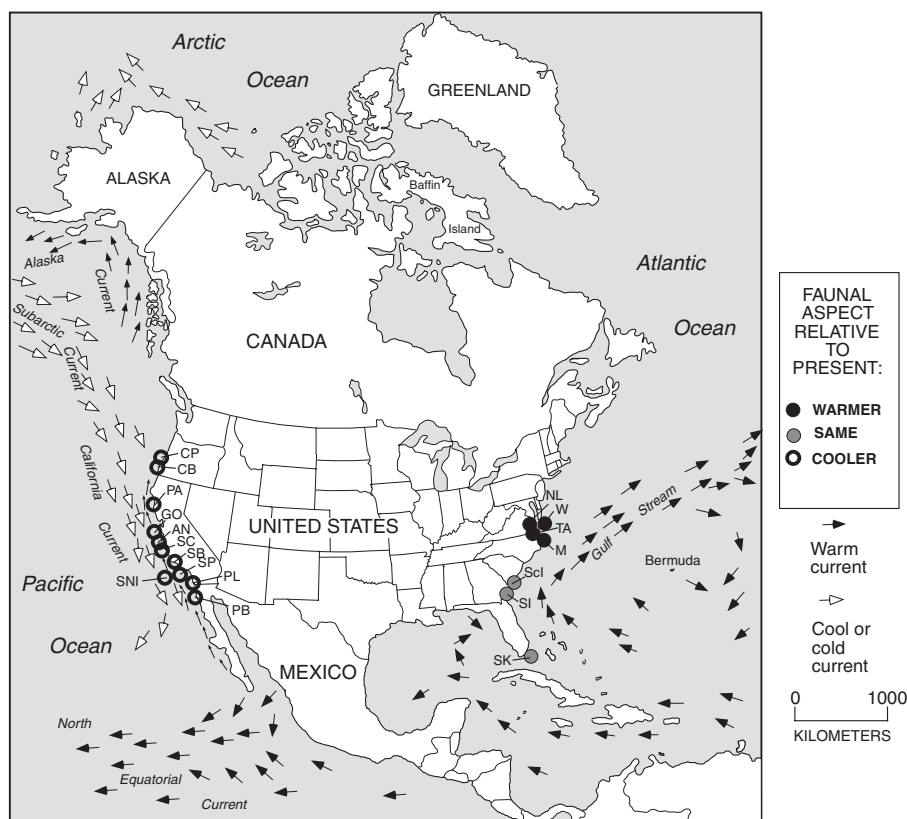 Arctic
Ocean
GREENLAND
ALASKA
Baffin
Island
Alaska
Current
Atlantic
Ocean
Subarctic
Current
CANADA
CP
CB
California
Current
PA
GO
AN
SC
SB
SP
SNI
PL
PB
UNITED STATES
NL
W
TA
M
Gulf Stream
Bermuda
ScI
SI
SK
Pacific
Ocean
MEXICO
North
Equatorial
Current
FAUNAL
ASPECT
RELATIVE
TO
PRESENT:
WARMER
SAME
COOLER
Warm
current
Cool or
cold
current
0 1000
KILOMETERS